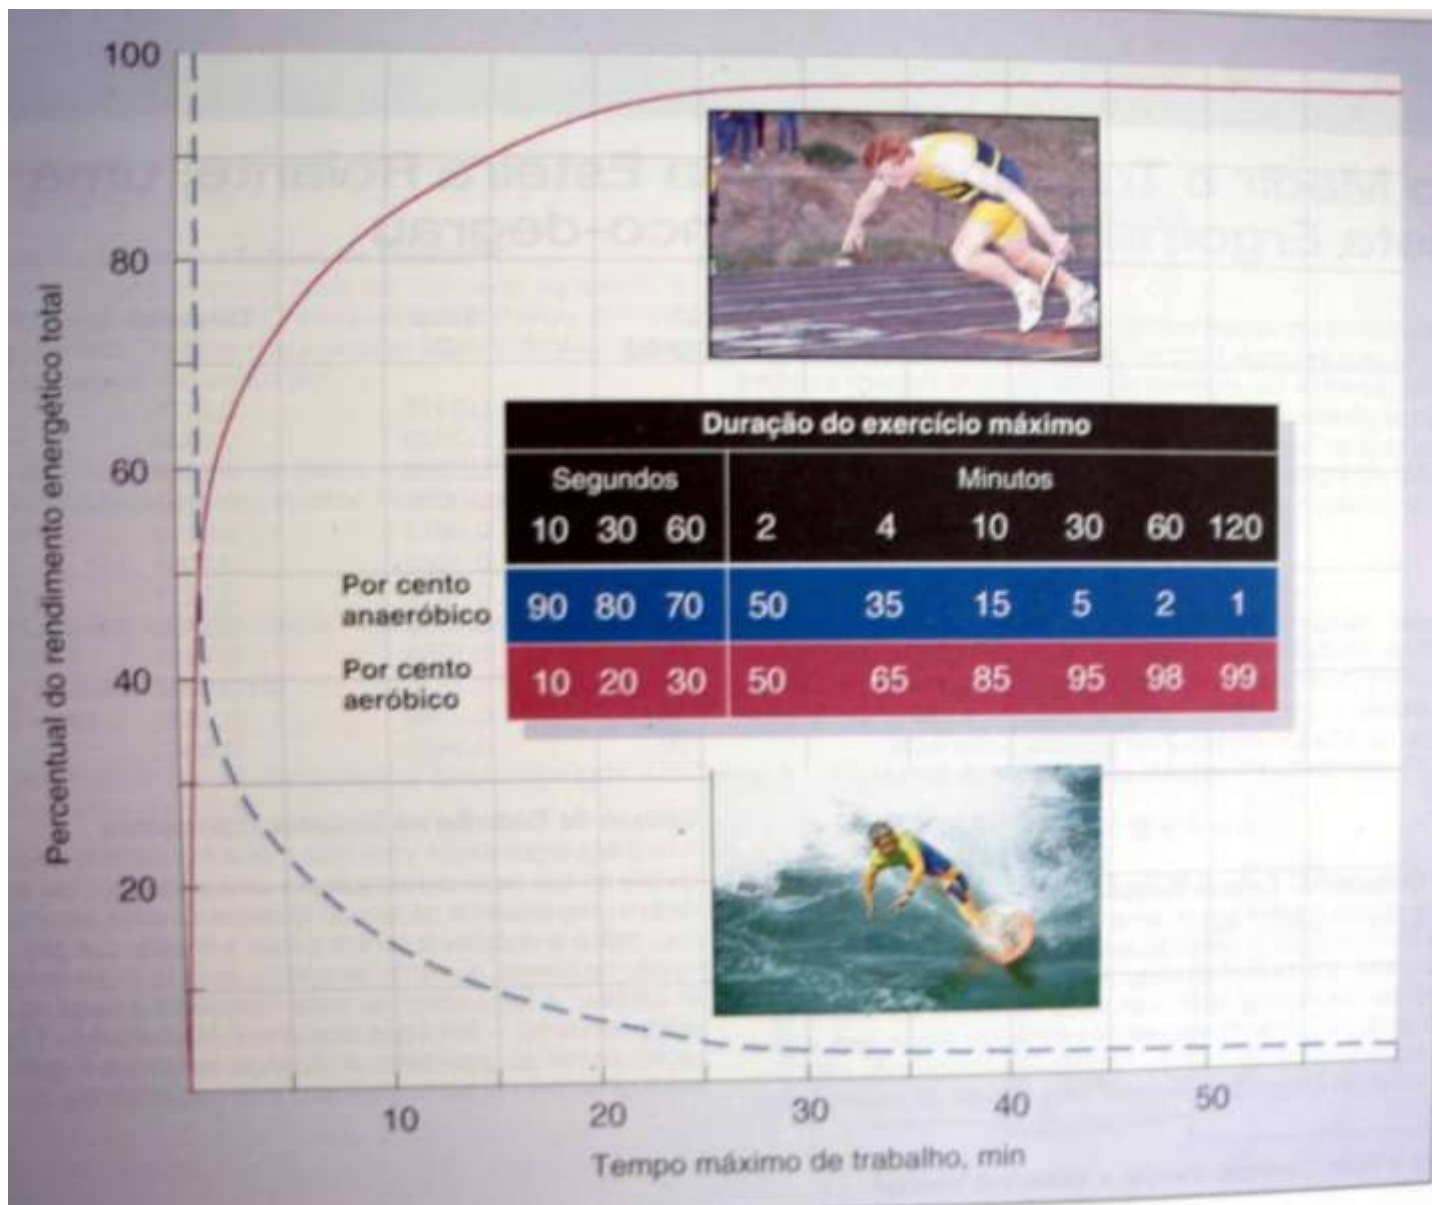 100
80
60
40
20
Percentual do rendimento energético total
Duração do exercício máximo
Segundos Minutos
10 30 60 2 4 10 30 60 120
Por cento
anaeróbico 90 80 70 50 35 15 5 2 1
Por cento
aeróbico 10 20 30 50 65 85 95 98 99
10 20 30 40 50
Tempo máximo de trabalho, min